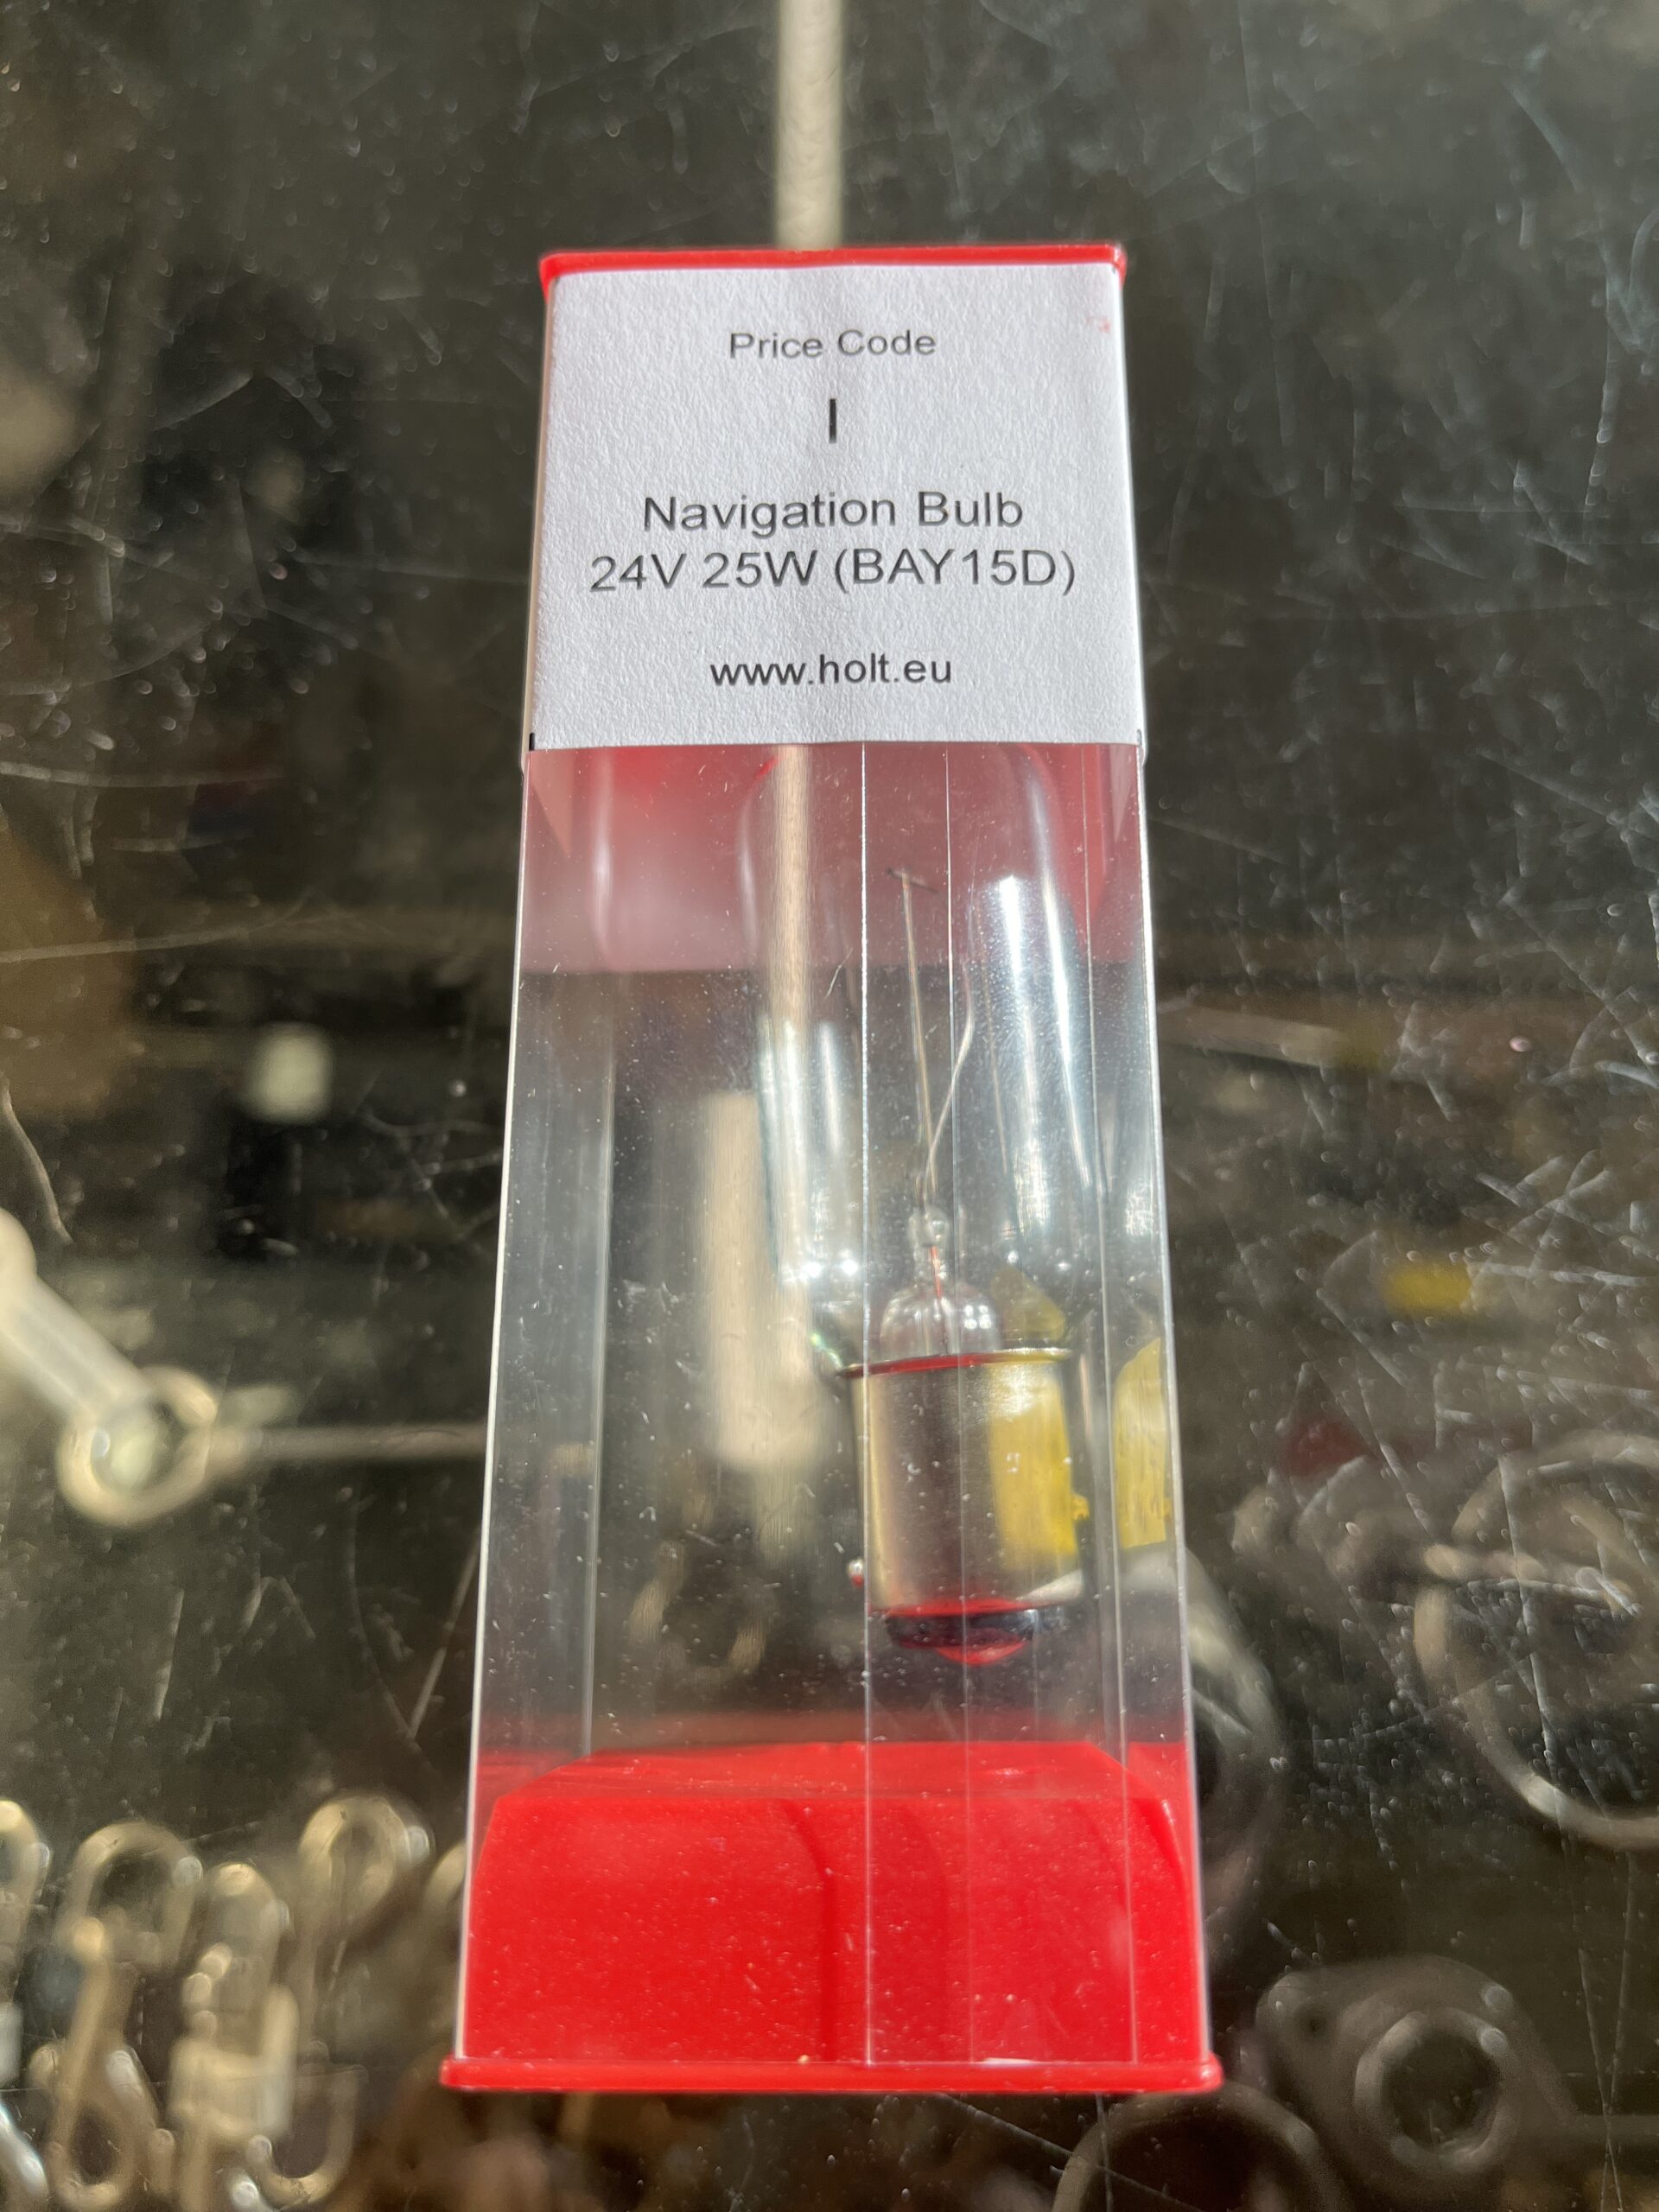 Price Code
I
Navigation Bulb
24V 25W (BAY15D)
www.holt.eu